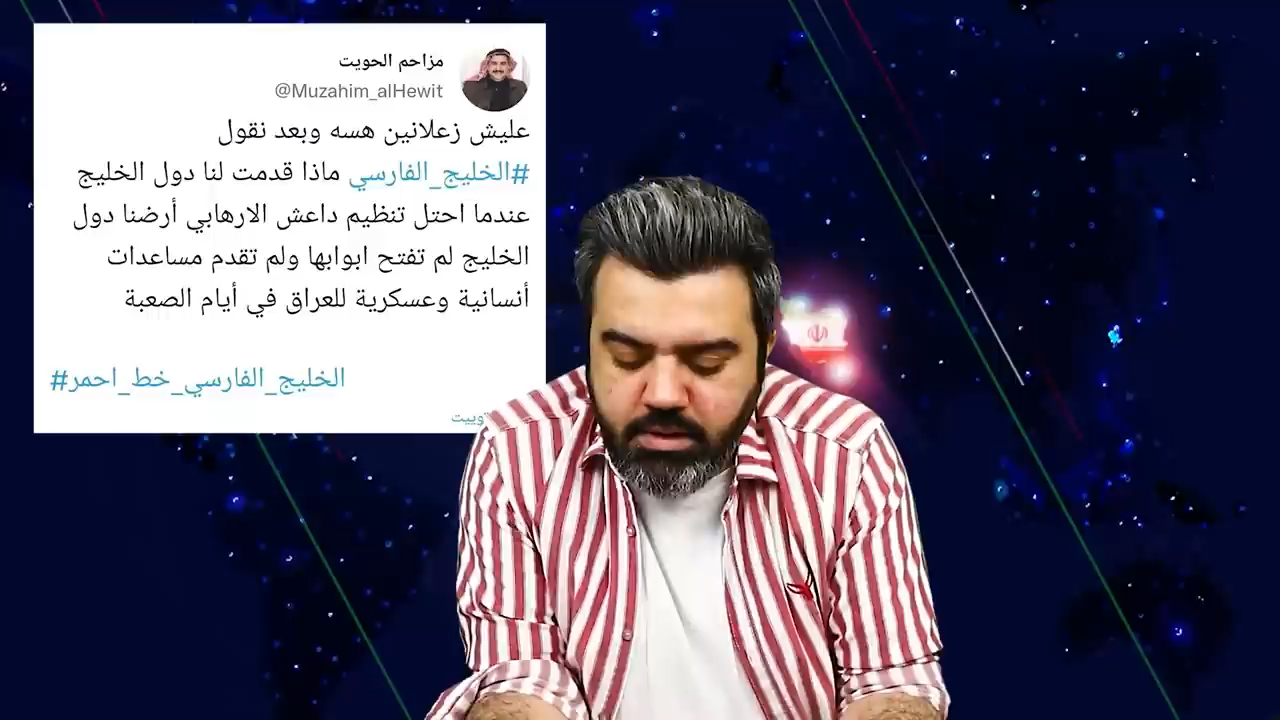 مزاحم الحويت
@Muzahim_alHewit
عليش زعلانين هسه وبعد نقول
#الخليج_الفارسي ماذا قدمت لنا دول الخليج
عندما احتل تنظيم داعش الارهابي أرضنا دول
الخليج لم تفتح ابوابها ولم تقدم مساعدات
أنسانية وعسكرية للعراق في أيام الصعبة
الخليج_الفارسي_خط_احمر#